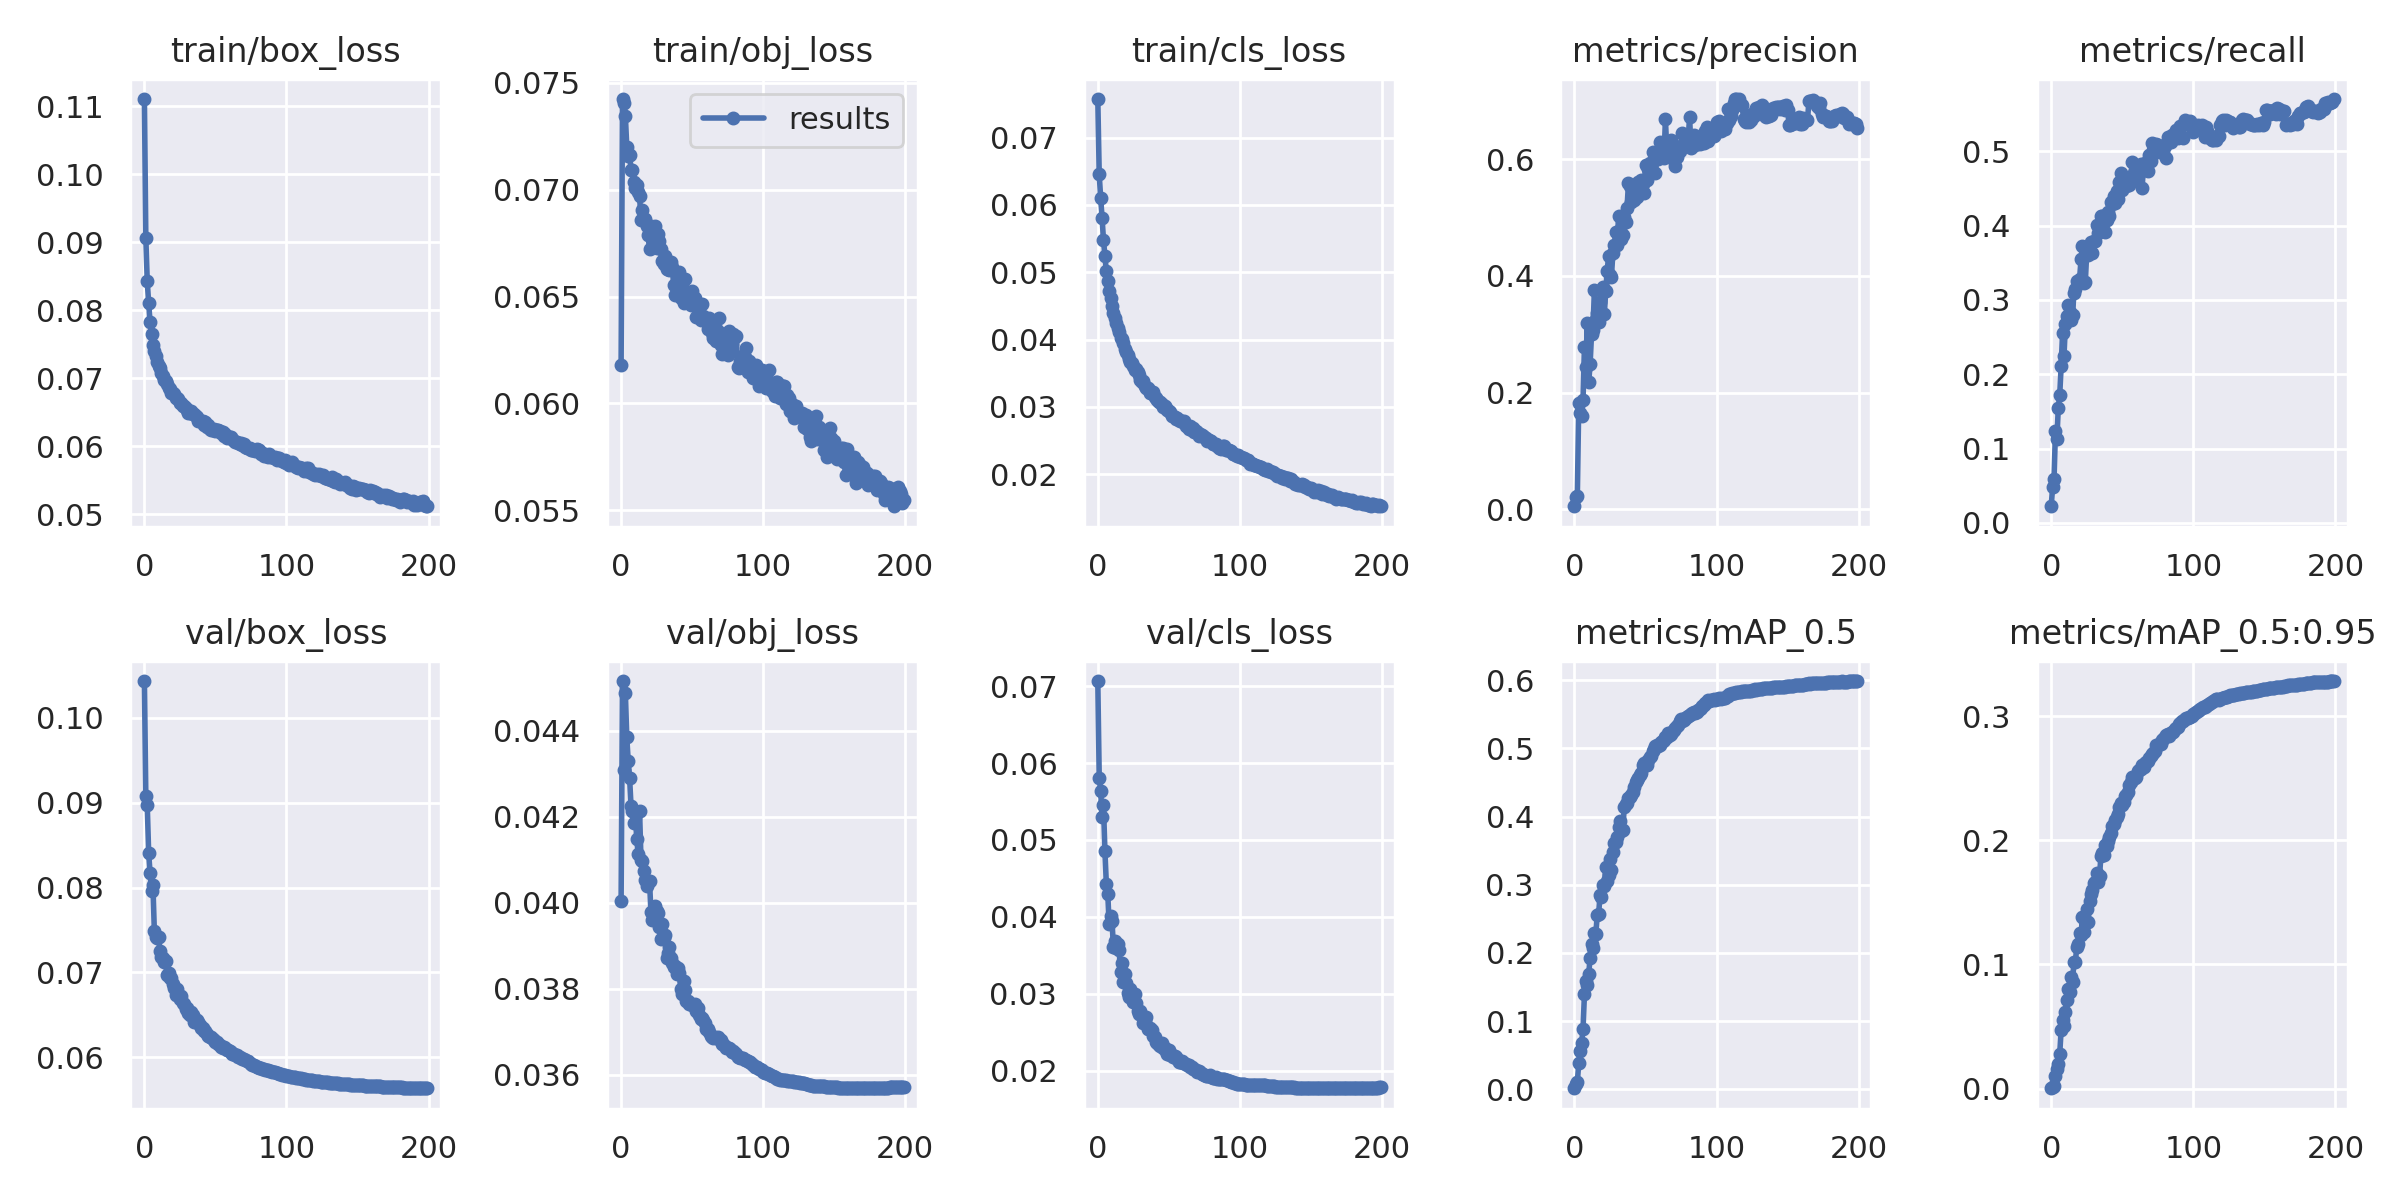 train/box_loss
0.11
0.10
0.09
0.08
0.07
0.06
0.05
0 100 200
train/obj_loss
results
0.075
0.070
0.065
0.060
0.055
0 100 200
train/cls_loss
0.07
0.06
0.05
0.04
0.03
0.02
0 100 200
metrics/precision
0.6
0.4
0.2
0.0
0 100 200
metrics/recall
0.5
0.4
0.3
0.2
0.1
0.0
0 100 200
val/box_loss
0.10
0.09
0.08
0.07
0.06
0 100 200
val/obj_loss
0.044
0.042
0.040
0.038
0.036
0 100 200
val/cls_loss
0.07
0.06
0.05
0.04
0.03
0.02
0 100 200
metrics/mAP_0.5
0.6
0.5
0.4
0.3
0.2
0.1
0.0
0 100 200
metrics/mAP_0.5:0.95
0.3
0.2
0.1
0.0
0 100 200